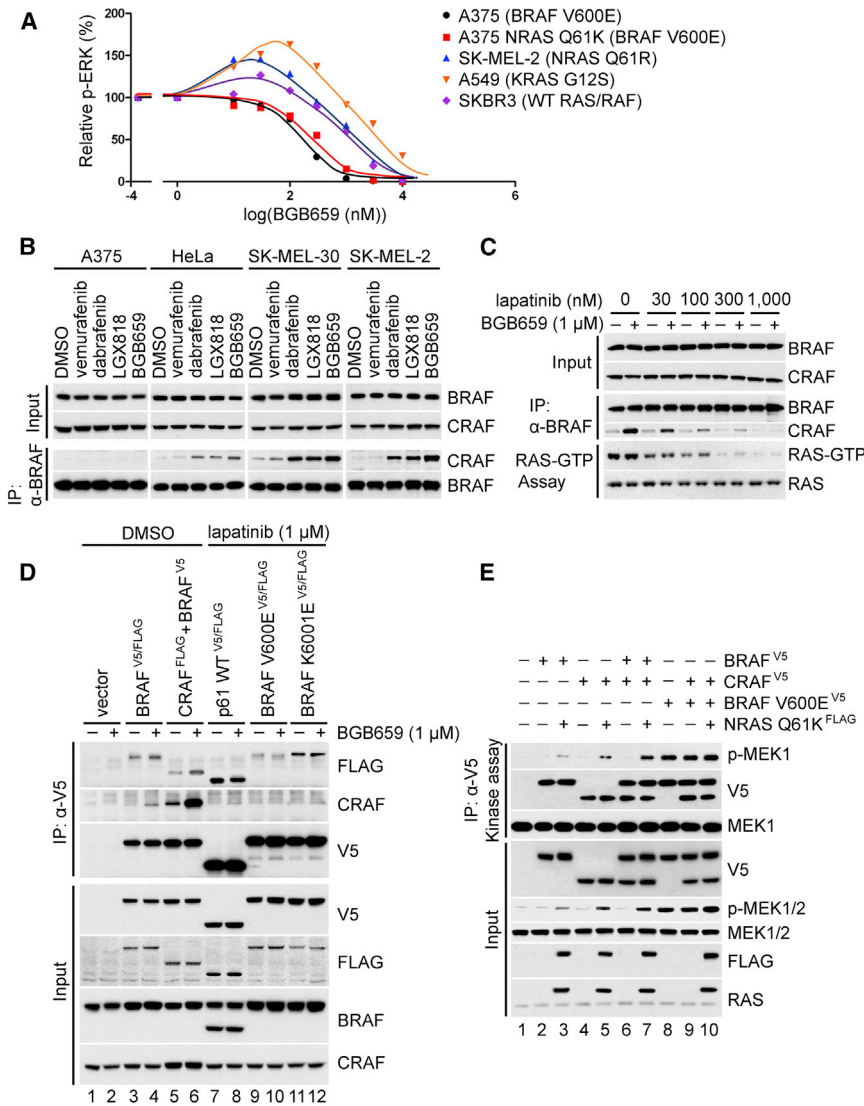 A
Relative p-ERK (%)
200
150
100
50
0
-4
0
2
4
6
log(BGB659 (nM))
A375 (BRAF V600E)
A375 NRAS Q61K (BRAF V600E)
SK-MEL-2 (NRAS Q61R)
A549 (KRAS G12S)
SKBR3 (WT RAS/RAF)
B
A375 HeLa SK-MEL-30 SK-MEL-2
DMSO vemurafenib dabrafenib LGX818 BGB659 DMSO vemurafenib dabrafenib LGX818 BGB659 DMSO vemurafenib dabrafenib LGX818 BGB659 DMSO vemurafenib dabrafenib LGX818 BGB659
Input
BRAF
CRAF
IP: α-BRAF
CRAF
BRAF
C
lapatinib (nM) 0 30 100 300 1,000
BGB659 (1 µM) − + − + − + − + − +
Input
BRAF
CRAF
IP: α-BRAF
BRAF
CRAF
RAS-GTP Assay
RAS-GTP
RAS
D
DMSO lapatinib (1 µM)
vector BRAF V5/FLAG CRAF FLAG+BRAF V5 p61 WT V5/FLAG BRAF V600E V5/FLAG BRAF K6001E V5/FLAG
− + − + − + − + − + − + BGB659 (1 µM)
IP: α-V5
FLAG
CRAF
V5
Input
V5
FLAG
BRAF
CRAF
1 2 3 4 5 6 7 8 9 10 11 12
E
− + + − − + + − − − BRAF V5
− − − + + + + − + + CRAF V5
− − − − − − − + + + BRAF V600E V5
− − + − + − + − − + NRAS Q61K FLAG
IP: α-V5
Kinase assay
p-MEK1
V5
MEK1
Input
V5
p-MEK1/2
MEK1/2
FLAG
RAS
1 2 3 4 5 6 7 8 9 10